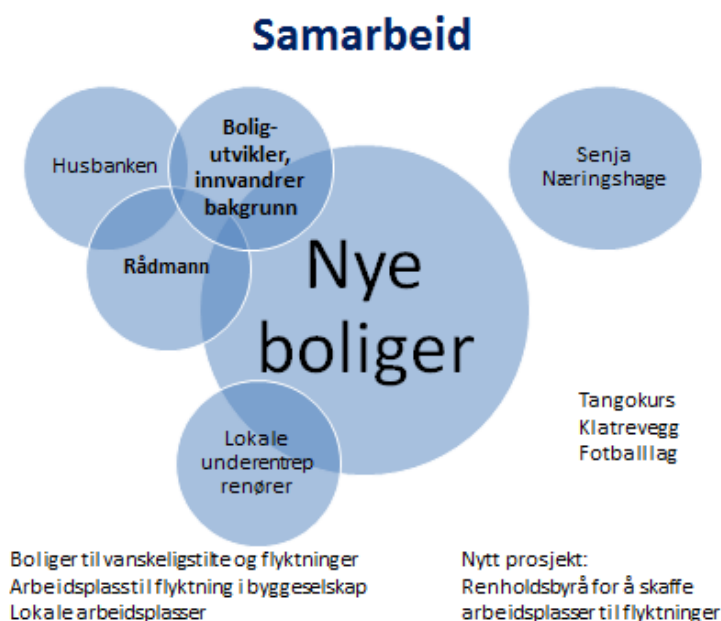 Samarbeid
Husbanken
Bolig-
utvikler,
innvandrer
bakgrunn
Senja
Næringshage
Rådmann
Nye
boliger
Lokale
underentrep
renører
Tangokurs
Klatrevegg
Fotballlag
Boliger til vanskeligstilte og flyktninger
Arbeidsplass til flyktning i byggeselskap
Lokale arbeidsplasser
Nytt prosjekt:
Renholdsbyrå for å skaffe
arbeidsplasser til flyktninger